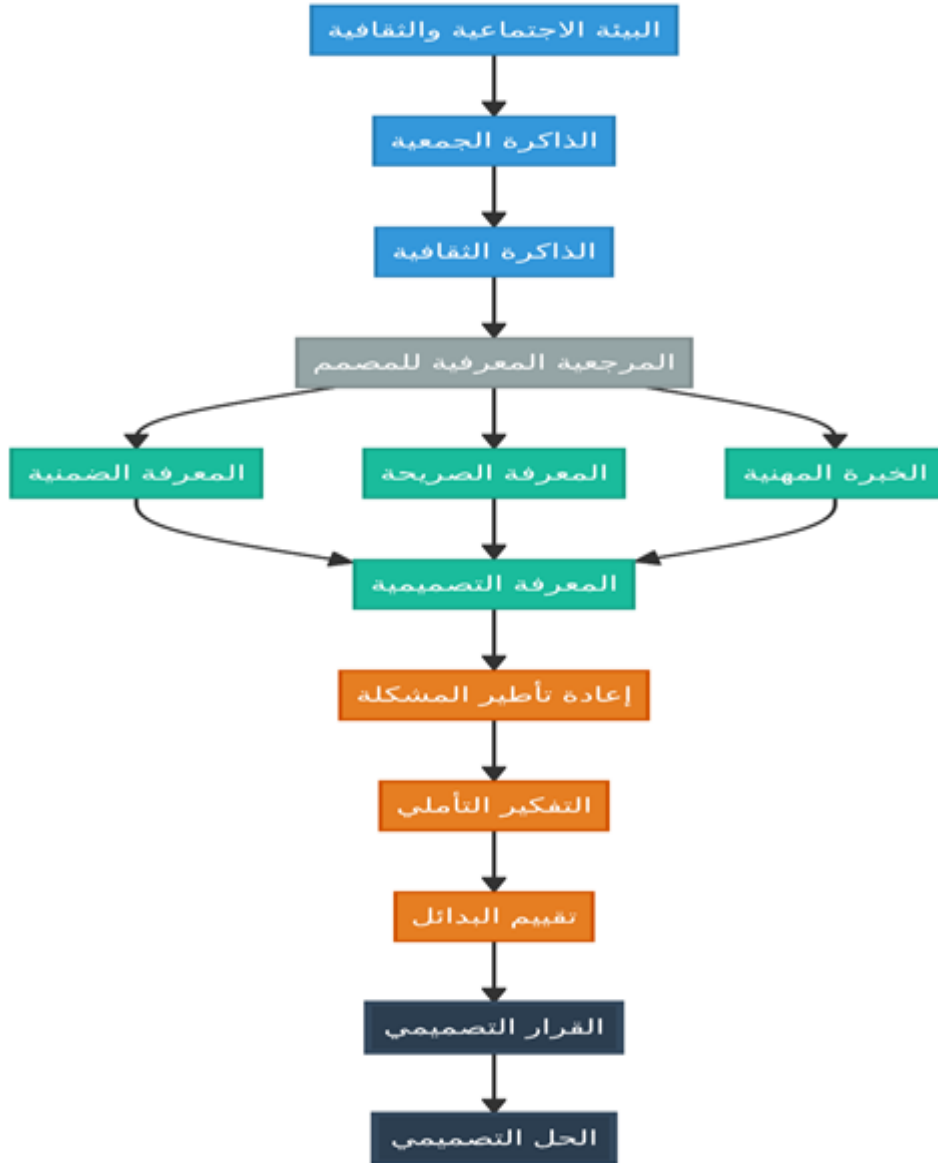 البيئة الاجتماعية والثقافية
الذاكرة الجمعية
الذاكرة الثقافية
المرجعية المعرفية للمصمم
الخبرة المهنية
المعرفة الصريحة
المعرفة الضمنية
المعرفة التصميمية
إعادة تأطير المشكلة
التفكير التأملي
تقييم البدائل
القرار التصميمي
الحل التصميمي